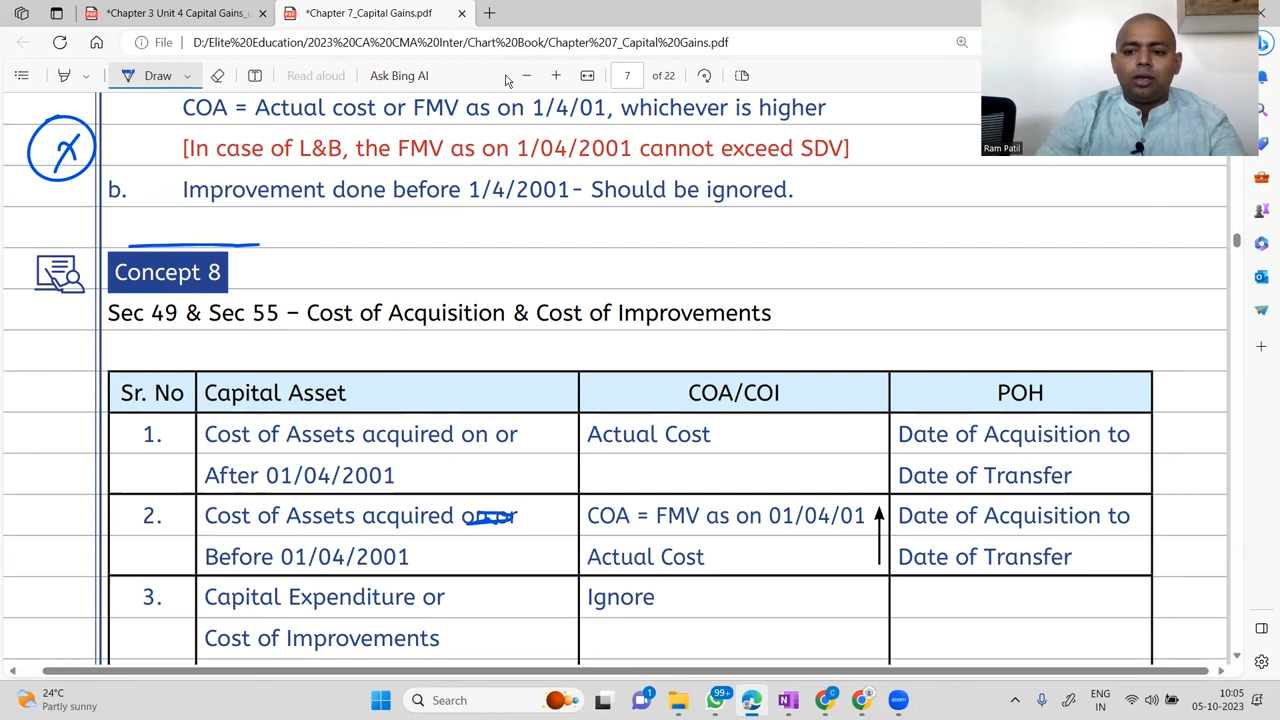 *Chapter 3 Unit 4 Capital Gains_
*Chapter 7_Capital Gains.pdf
File
D:/Elite%20Education/2023%20CA%20CMA%20Inter/Chart%20Book/Chapter%207_Capital%20Gains.pdf
Draw
Read aloud
Ask Bing AI
7 of 22
COA = Actual cost or FMV as on 1/4/01, whichever is higher
[In case of L&B, the FMV as on 1/04/2001 cannot exceed SDV]
b. Improvement done before 1/4/2001- Should be ignored.
Ram Patil
Concept 8
Sec 49 & Sec 55 – Cost of Acquisition & Cost of Improvements
Sr. No Capital Asset COA/COI POH
1. Cost of Assets acquired on or Actual Cost Date of Acquisition to
After 01/04/2001 Date of Transfer
2. Cost of Assets acquired on or COA = FMV as on 01/04/01 Date of Acquisition to
Before 01/04/2001 Actual Cost Date of Transfer
3. Capital Expenditure or Ignore
Cost of Improvements
24°C
Partly sunny
Search
1
99+
ENG
IN
10:05
05-10-2023